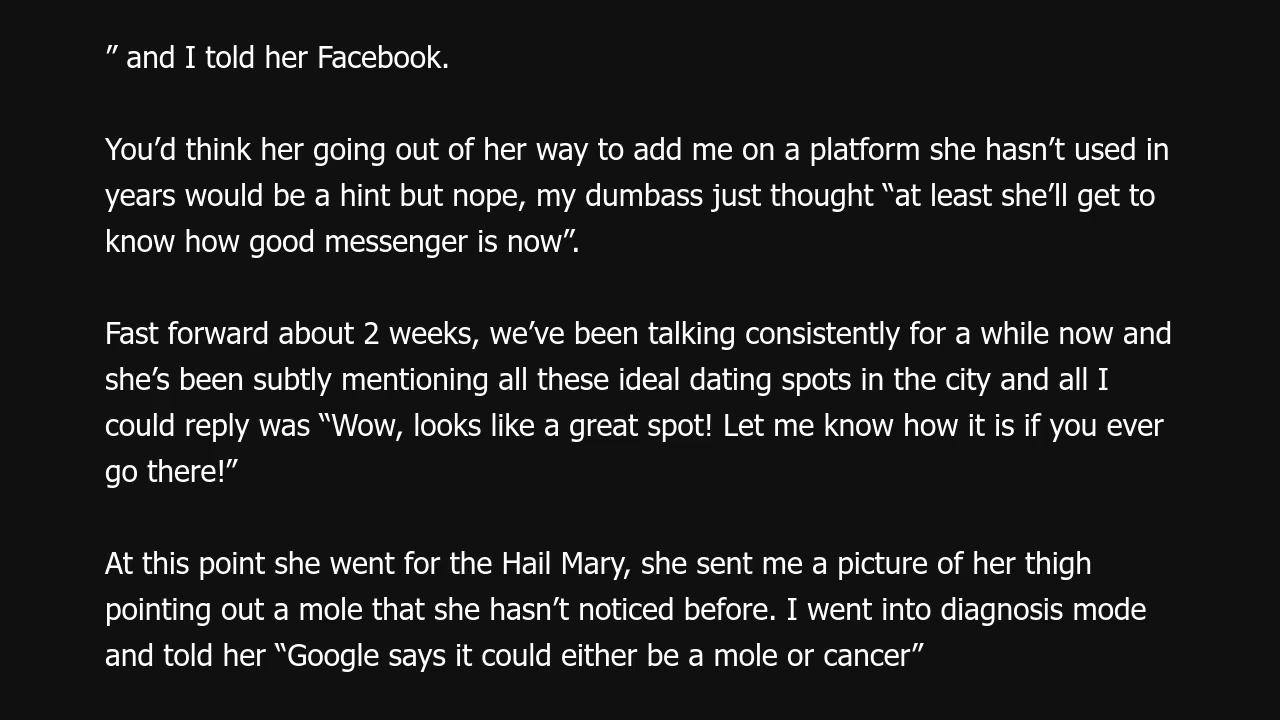 ” and I told her Facebook.
You’d think her going out of her way to add me on a platform she hasn’t used in
years would be a hint but nope, my dumbass just thought “at least she’ll get to
know how good messenger is now”.
Fast forward about 2 weeks, we’ve been talking consistently for a while now and
she’s been subtly mentioning all these ideal dating spots in the city and all I
could reply was “Wow, looks like a great spot! Let me know how it is if you ever
go there!”
At this point she went for the Hail Mary, she sent me a picture of her thigh
pointing out a mole that she hasn’t noticed before. I went into diagnosis mode
and told her “Google says it could either be a mole or cancer”